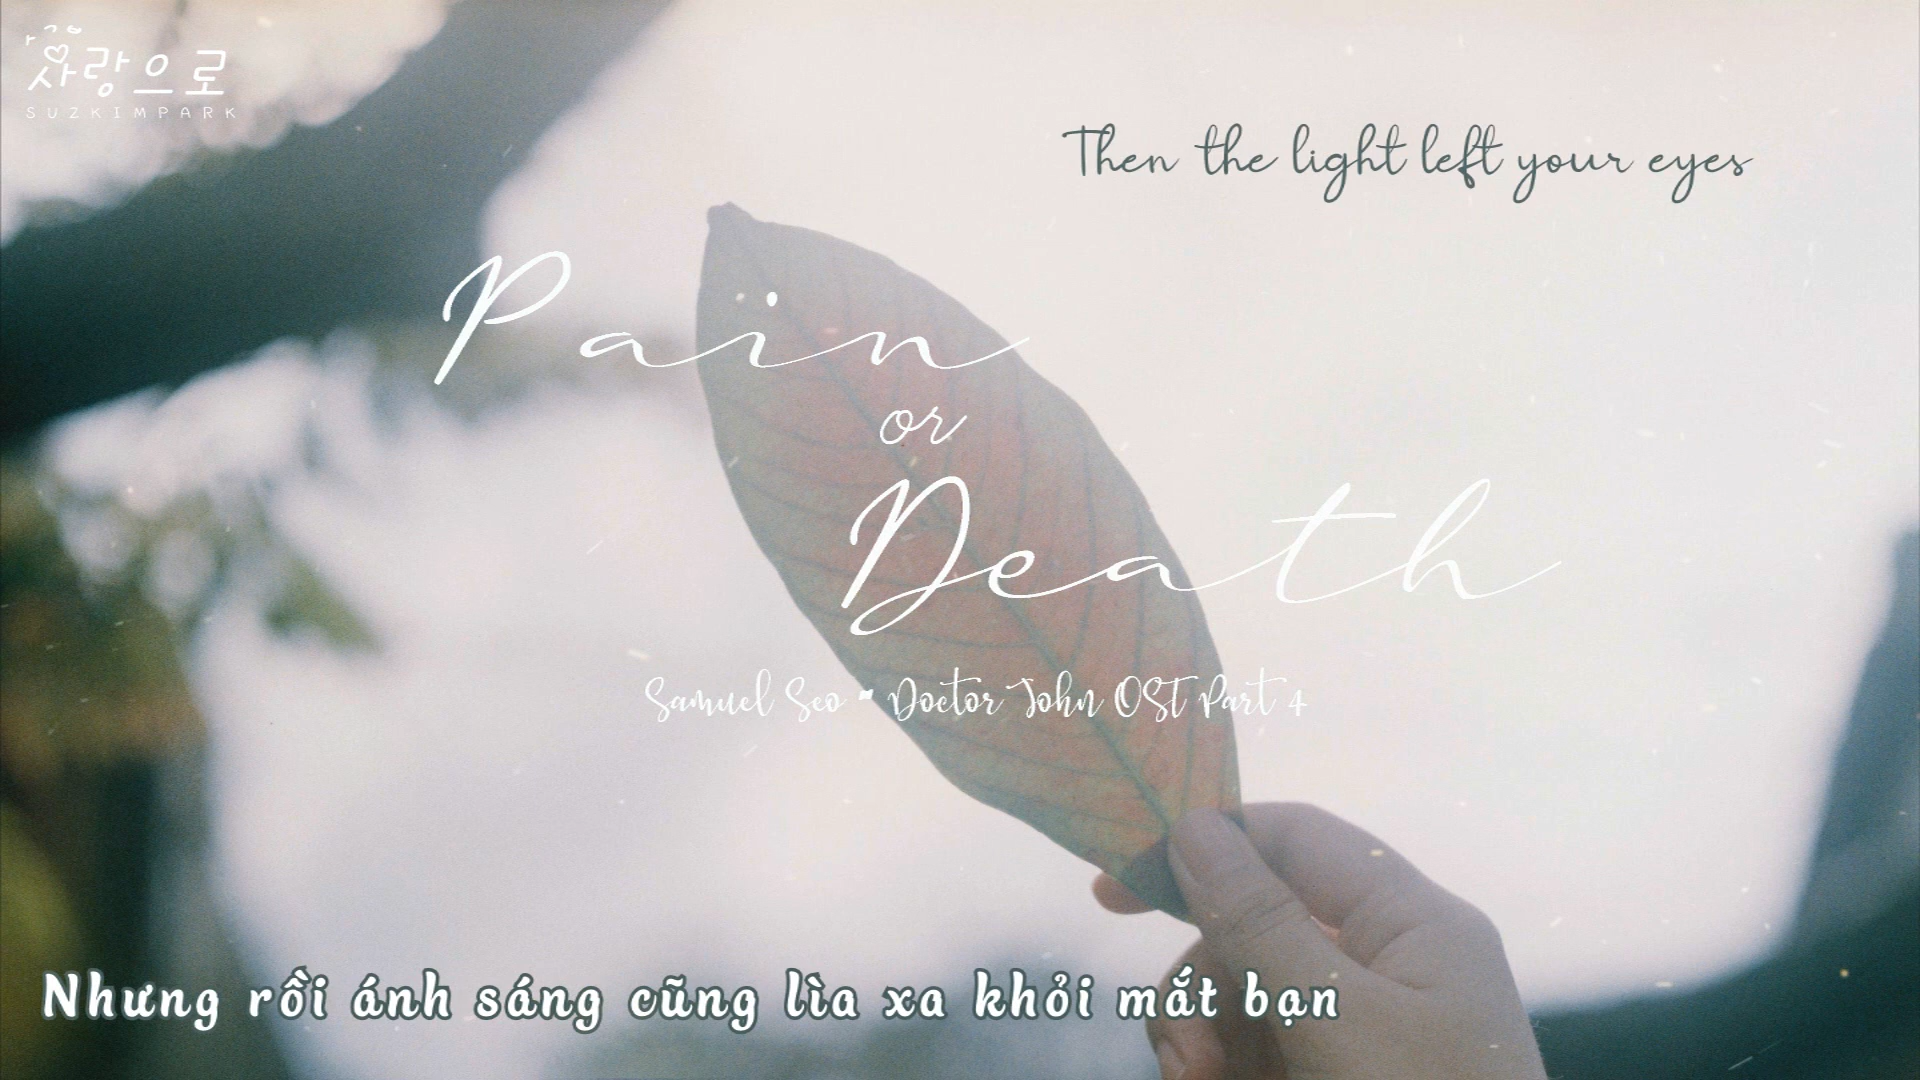 사랑으로
SUZKIMPARK
Then the light left your eyes
Pain
or
Death
Samuel Seo - Doctor John OST Part 4
Nhưng rồi ánh sáng cũng lìa xa khỏi mắt bạn